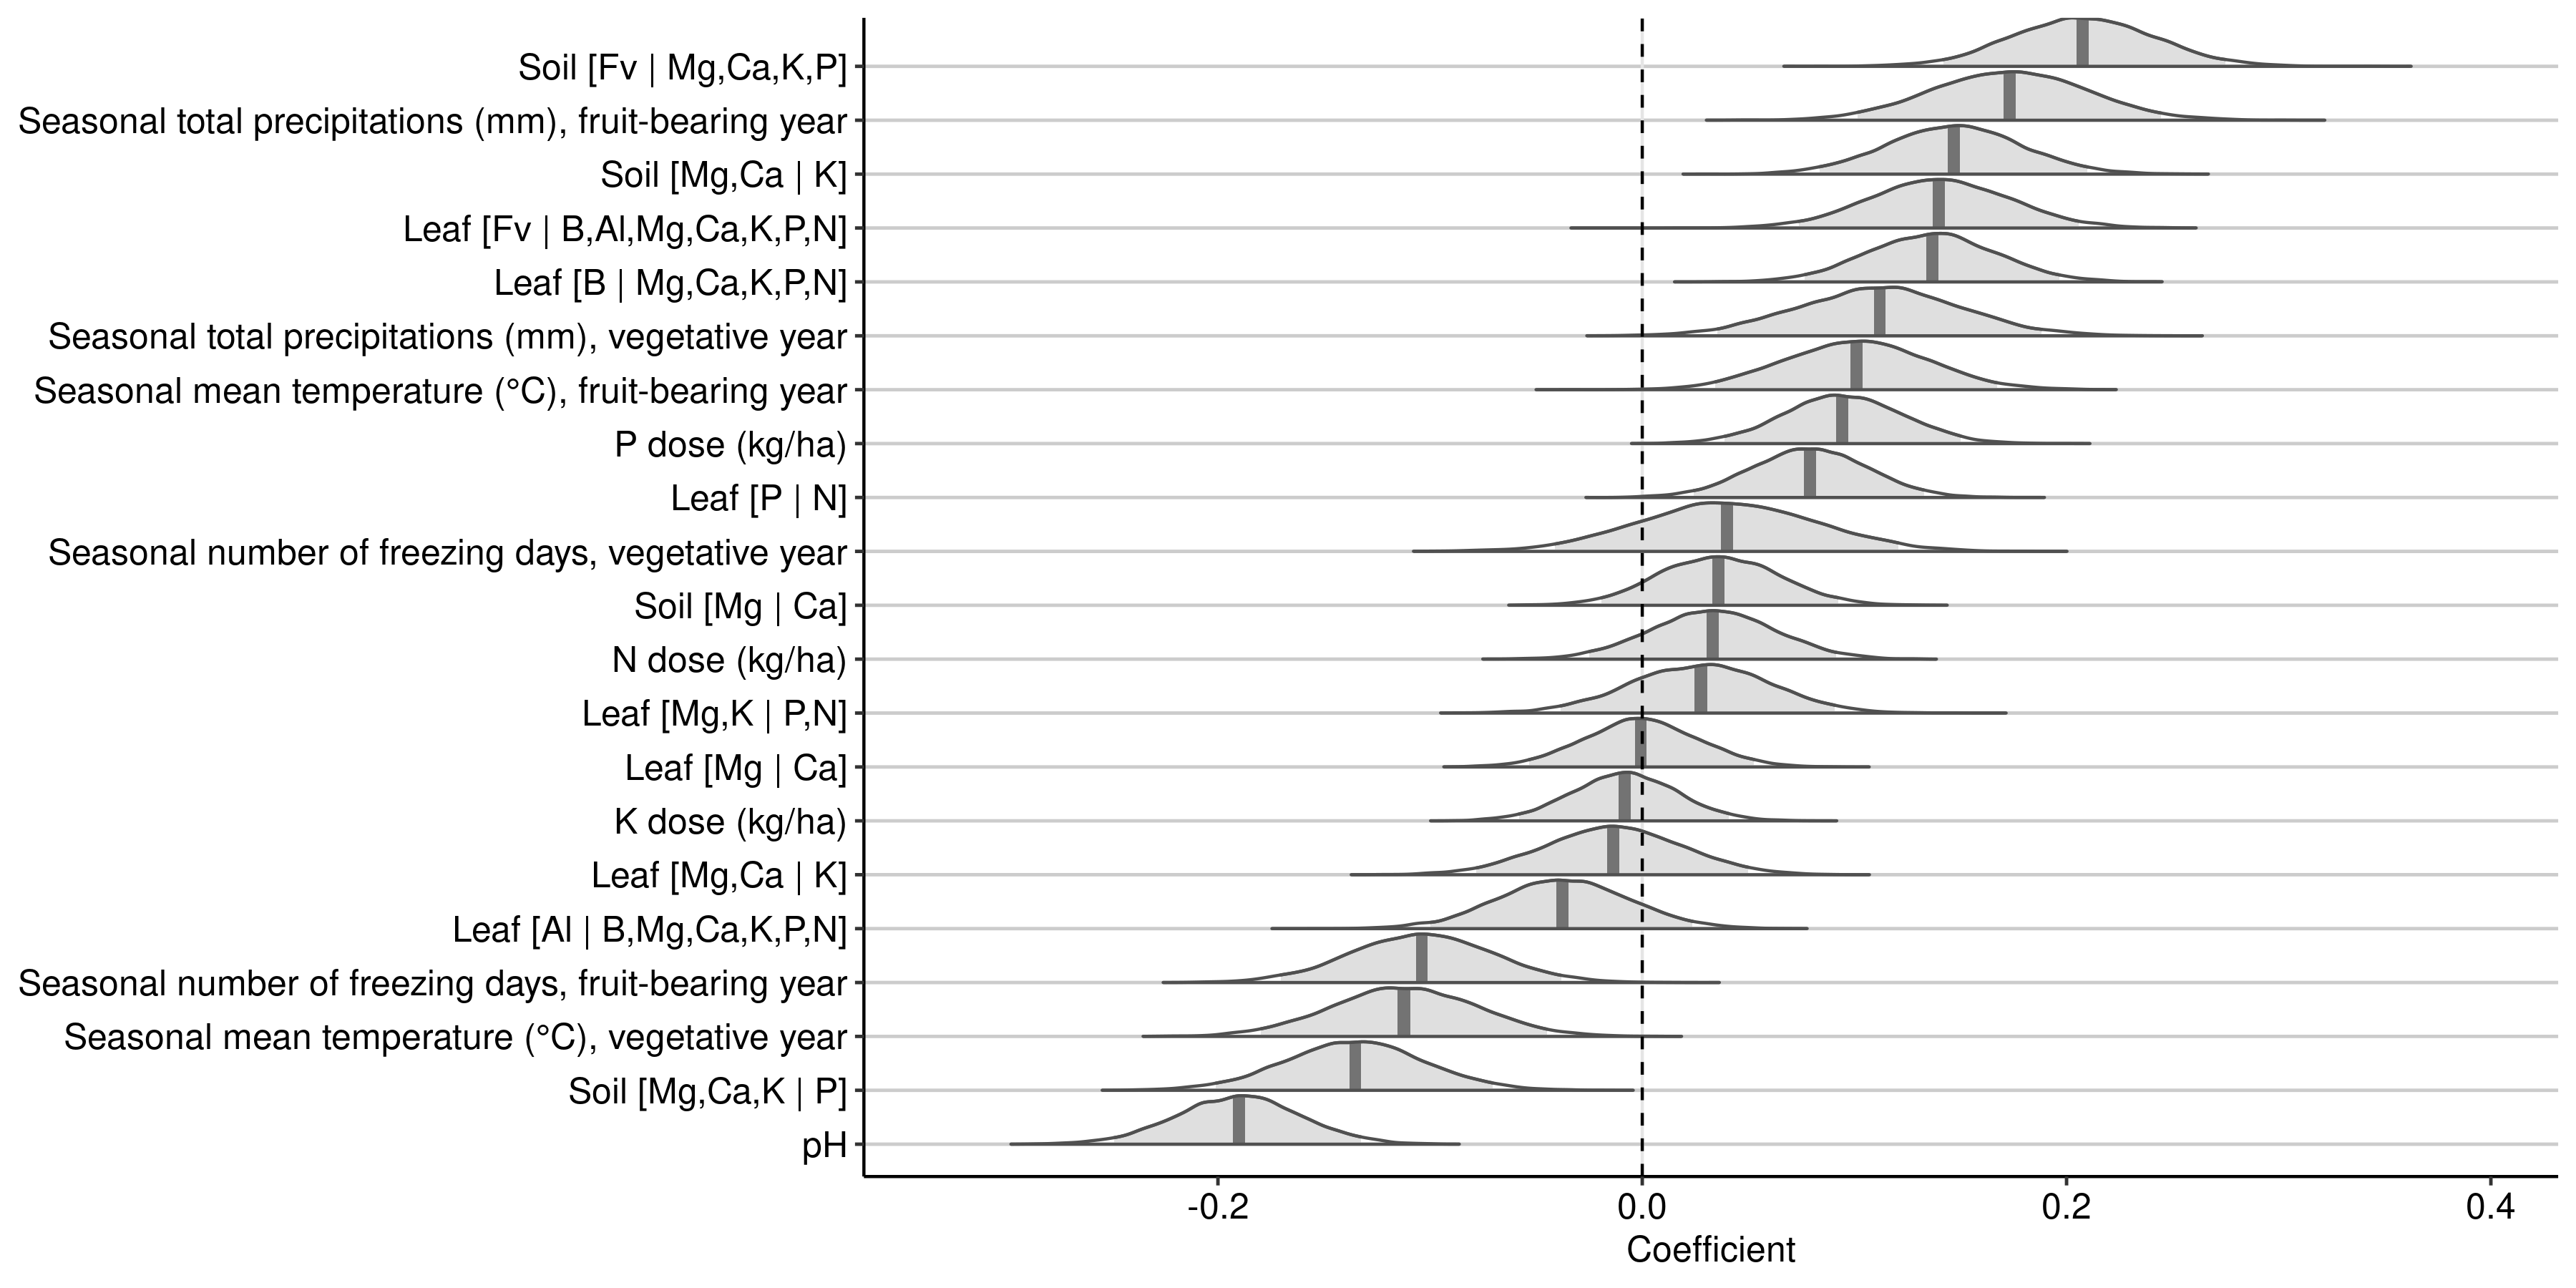 Soil [Fv | Mg,Ca,K,P]
Seasonal total precipitations (mm), fruit-bearing year
Soil [Mg,Ca | K]
Leaf [Fv | B,Al,Mg,Ca,K,P,N]
Leaf [B | Mg,Ca,K,P,N]
Seasonal total precipitations (mm), vegetative year
Seasonal mean temperature (°C), fruit-bearing year
P dose (kg/ha)
Leaf [P | N]
Seasonal number of freezing days, vegetative year
Soil [Mg | Ca]
N dose (kg/ha)
Leaf [Mg,K | P,N]
Leaf [Mg | Ca]
K dose (kg/ha)
Leaf [Mg,Ca | K]
Leaf [Al | B,Mg,Ca,K,P,N]
Seasonal number of freezing days, fruit-bearing year
Seasonal mean temperature (°C), vegetative year
Soil [Mg,Ca,K | P]
pH
-0.2 0.0 0.2 0.4
Coefficient